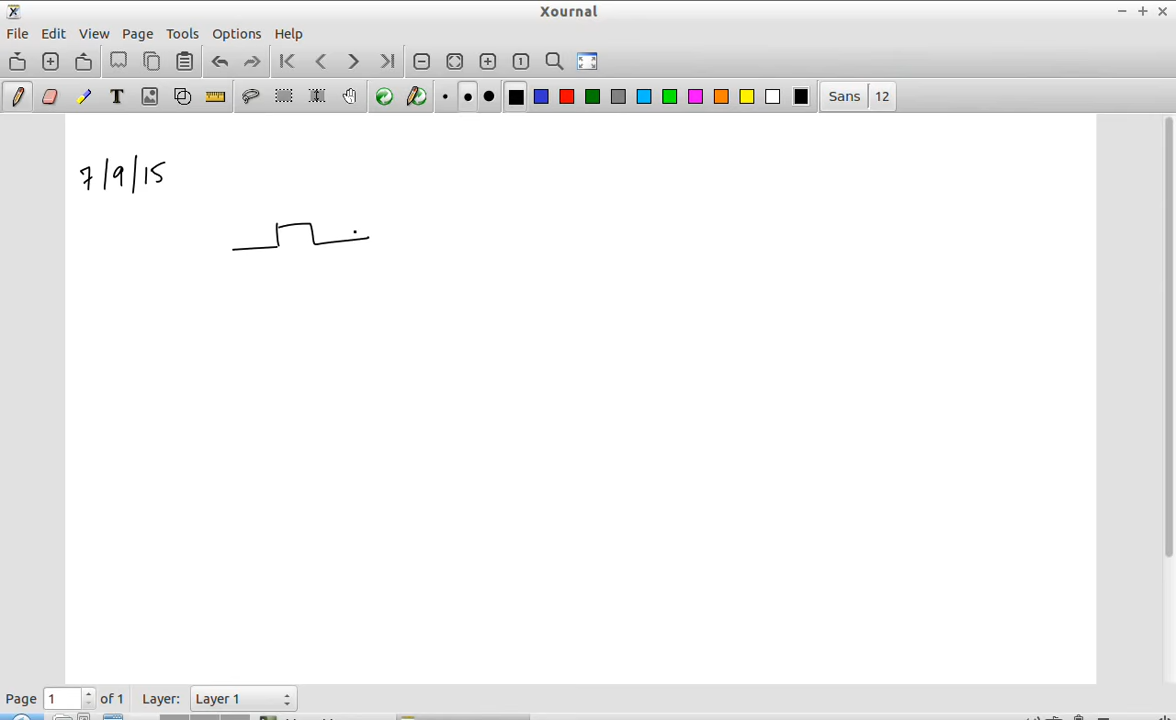 Xournal
File Edit View Page Tools Options Help
Sans 12
7/9/15
Page 1 of 1 Layer: Layer 1